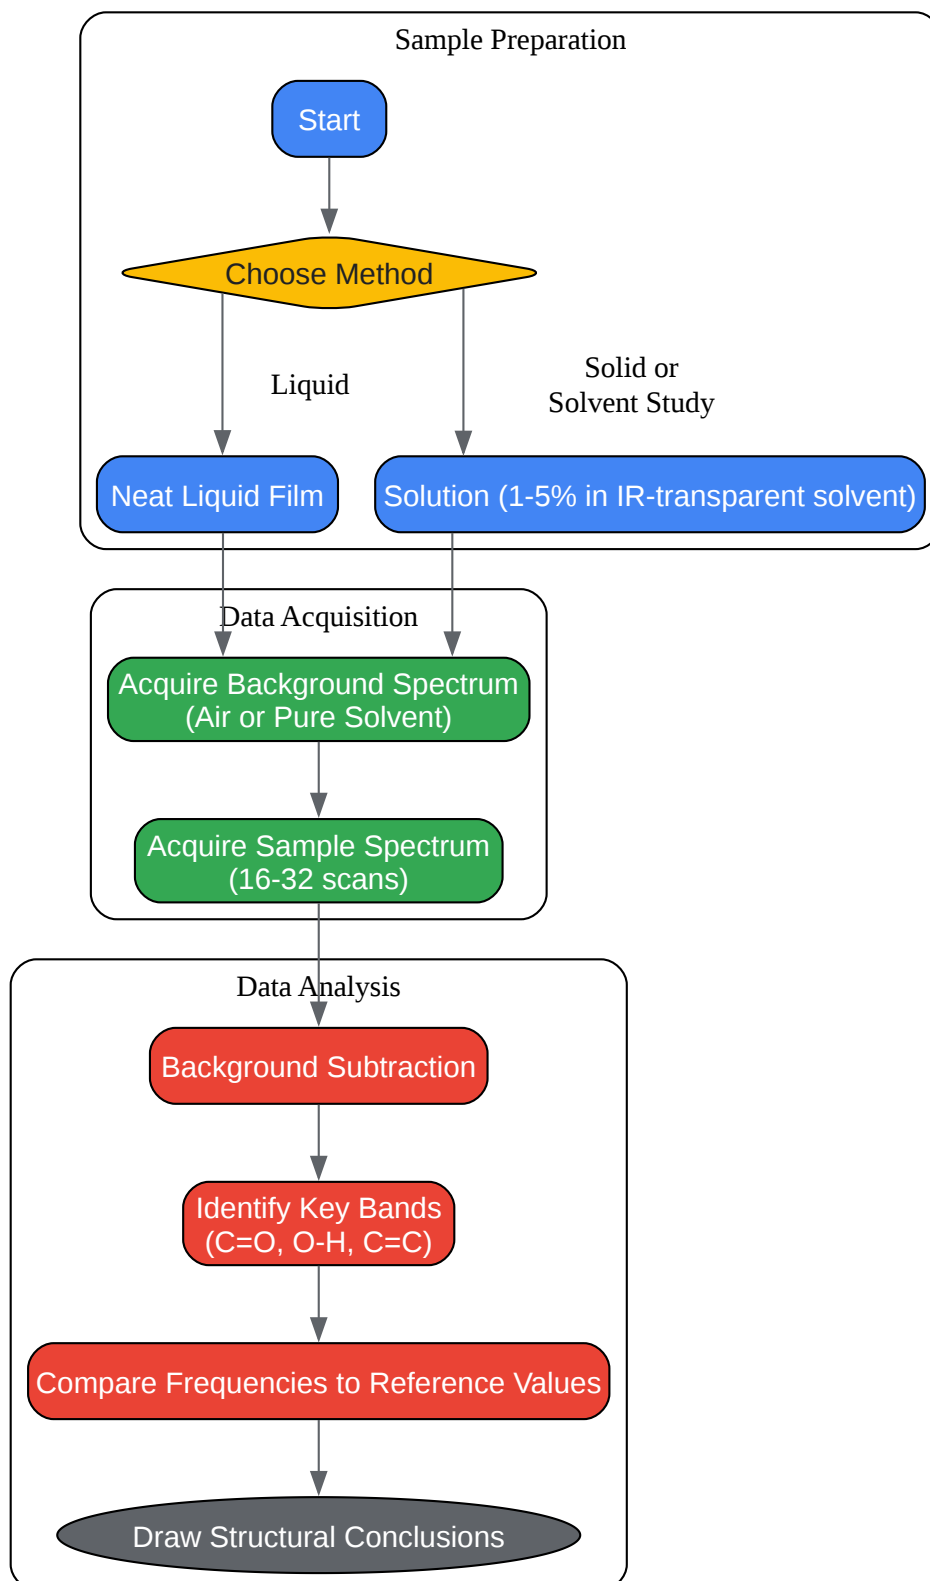 Sample Preparation
Start
Choose Method
Liquid
Solid or
Solvent Study
Neat Liquid Film
Solution (1-5% in IR-transparent solvent)
Data Acquisition
Acquire Background Spectrum
(Air or Pure Solvent)
Acquire Sample Spectrum
(16-32 scans)
Data Analysis
Background Subtraction
Identify Key Bands
(C=O, O-H, C=C)
Compare Frequencies to Reference Values
Draw Structural Conclusions